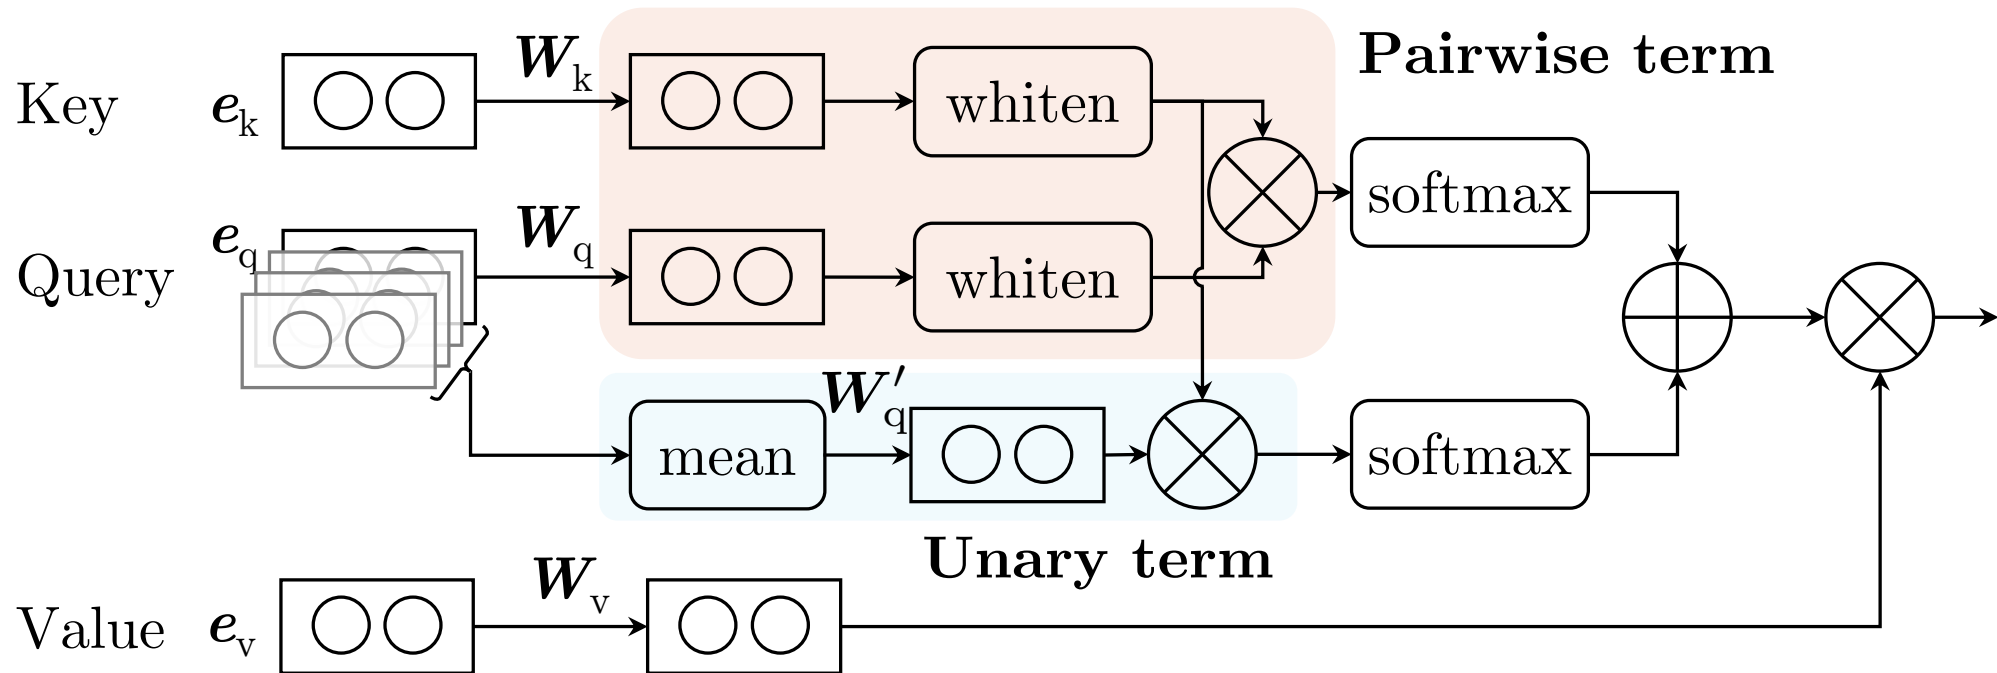 Key
e_k
W_k
whiten
Pairwise term
softmax
Query
e_q
W_q
whiten
mean
W′_q
softmax
Unary term
Value
e_v
W_v